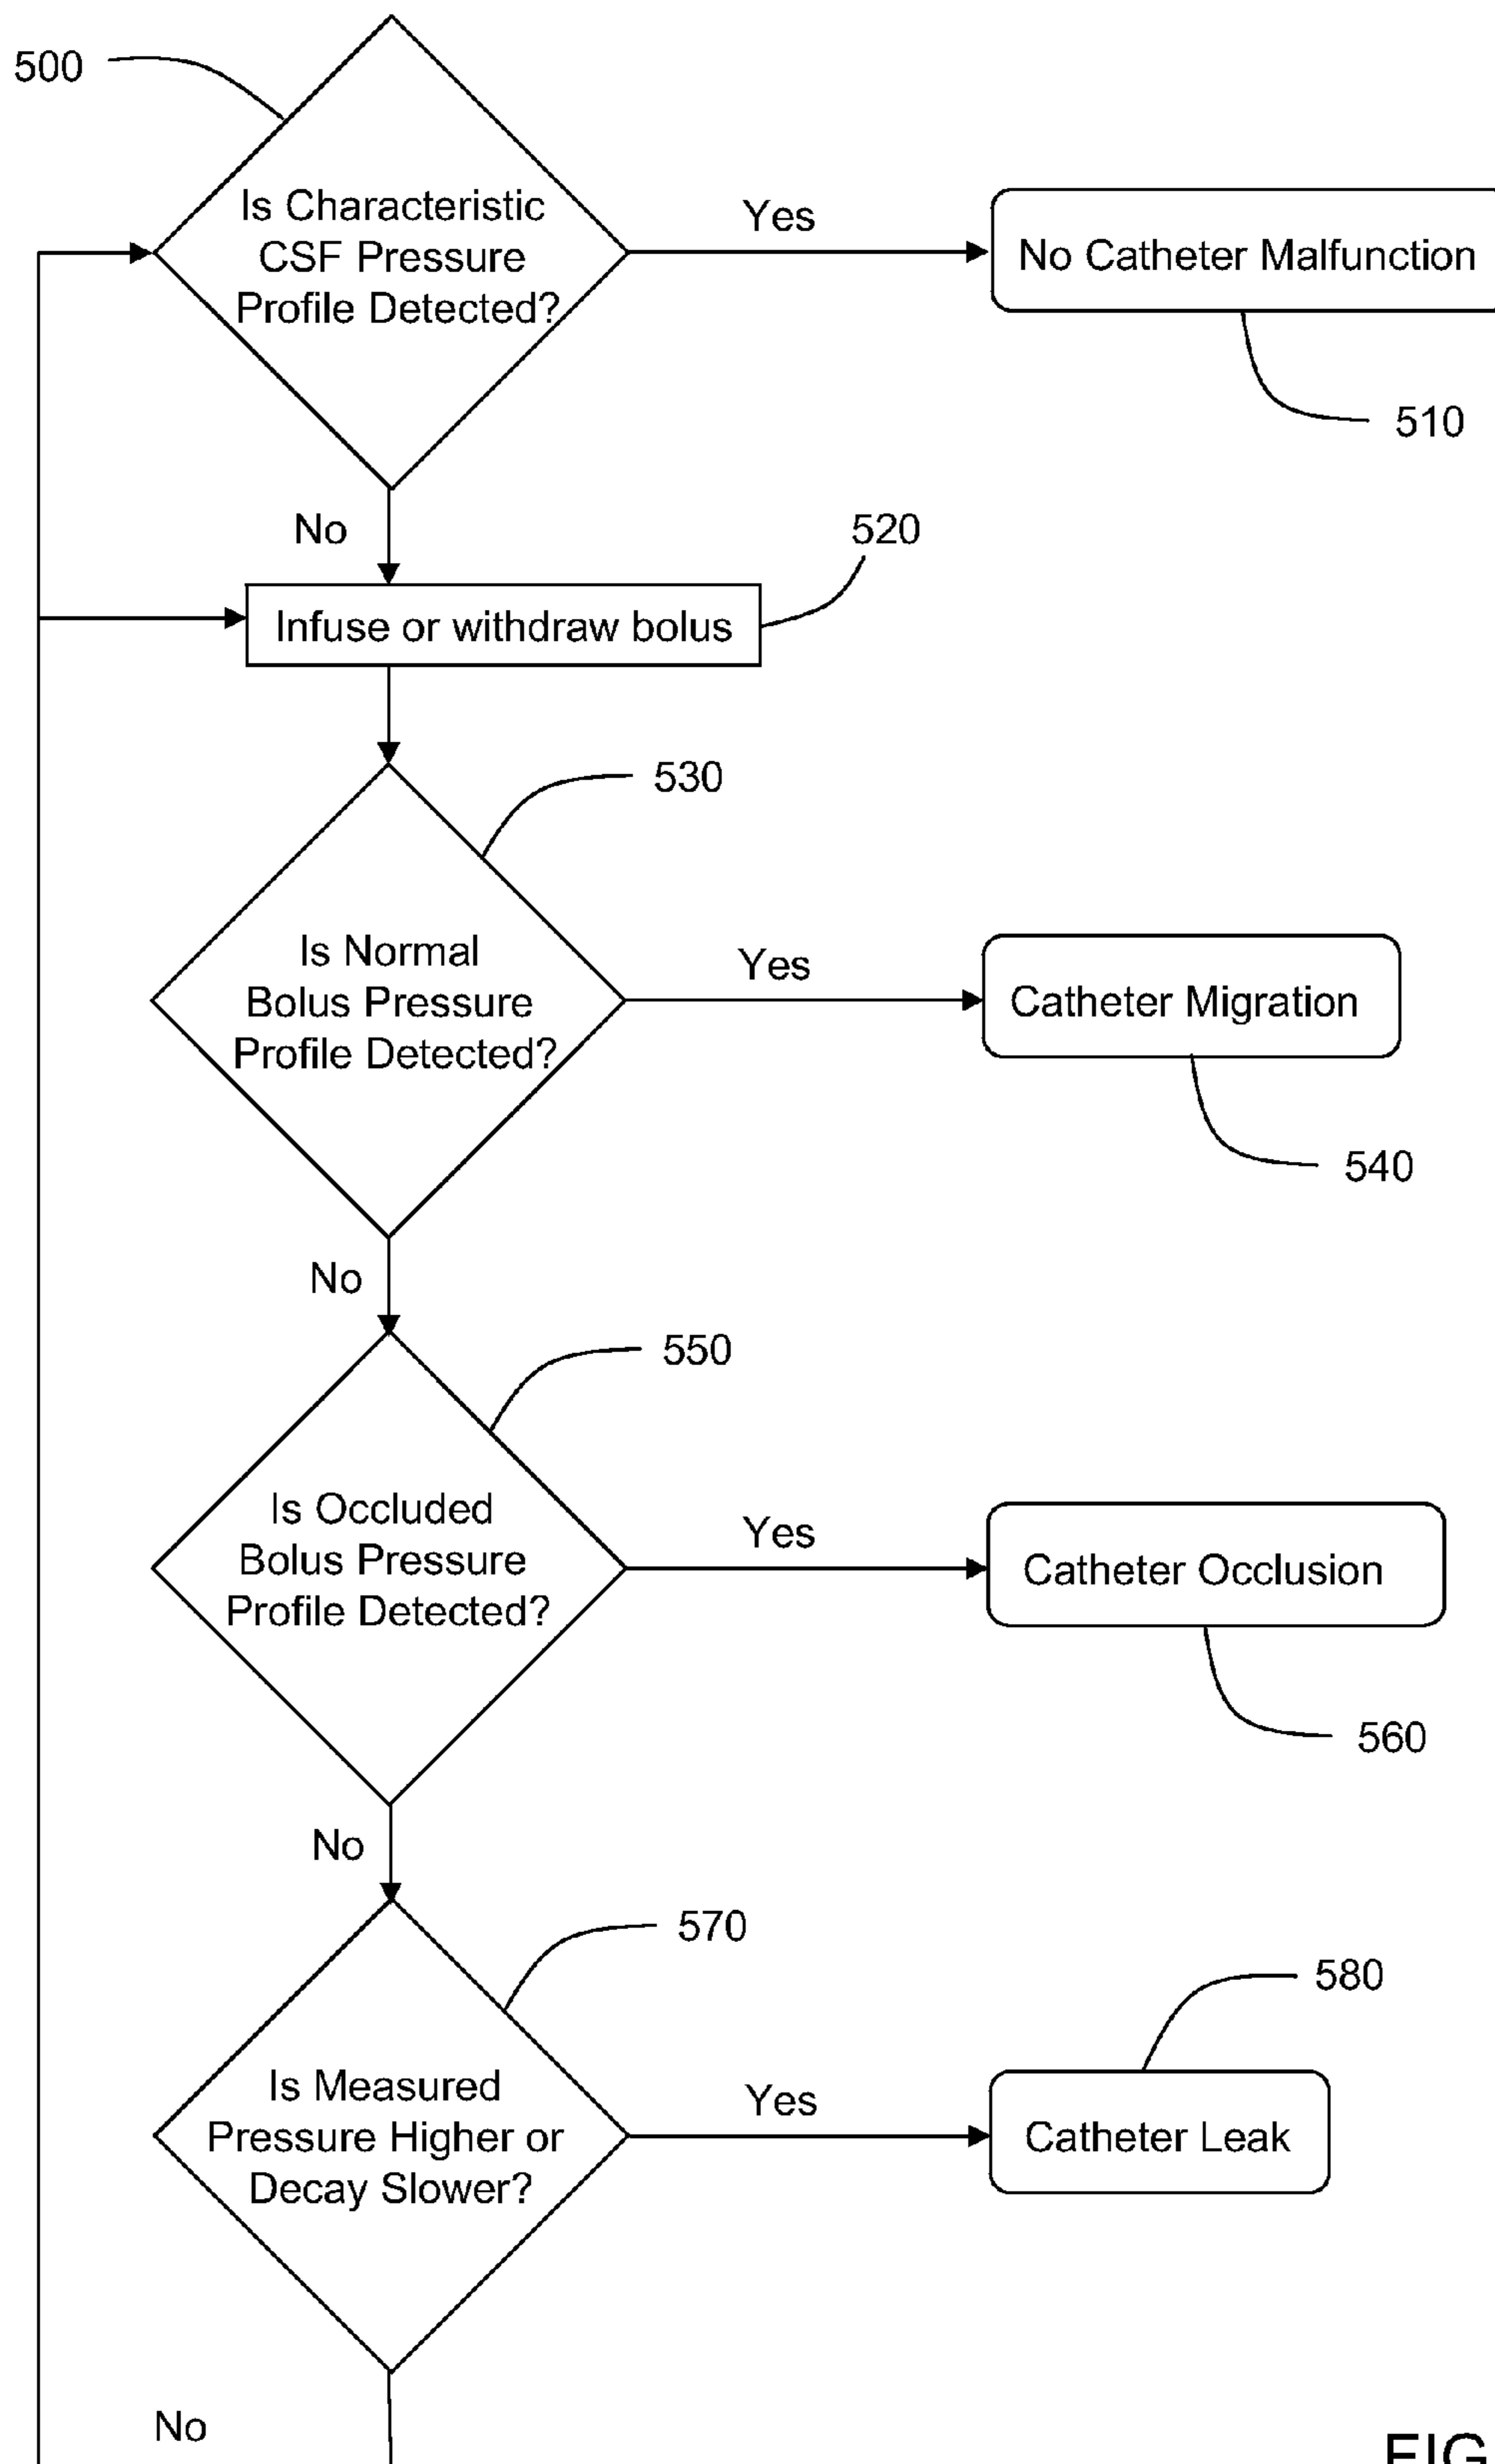 500
Is Characteristic
CSF Pressure
Profile Detected?
Yes
No Catheter Malfunction
510
No
520
Infuse or withdraw bolus
530
Is Normal
Bolus Pressure
Profile Detected?
Yes
Catheter Migration
540
No
550
Is Occluded
Bolus Pressure
Profile Detected?
Yes
Catheter Occlusion
560
No
570
580
Is Measured
Pressure Higher or
Decay Slower?
Yes
Catheter Leak
No
FIG